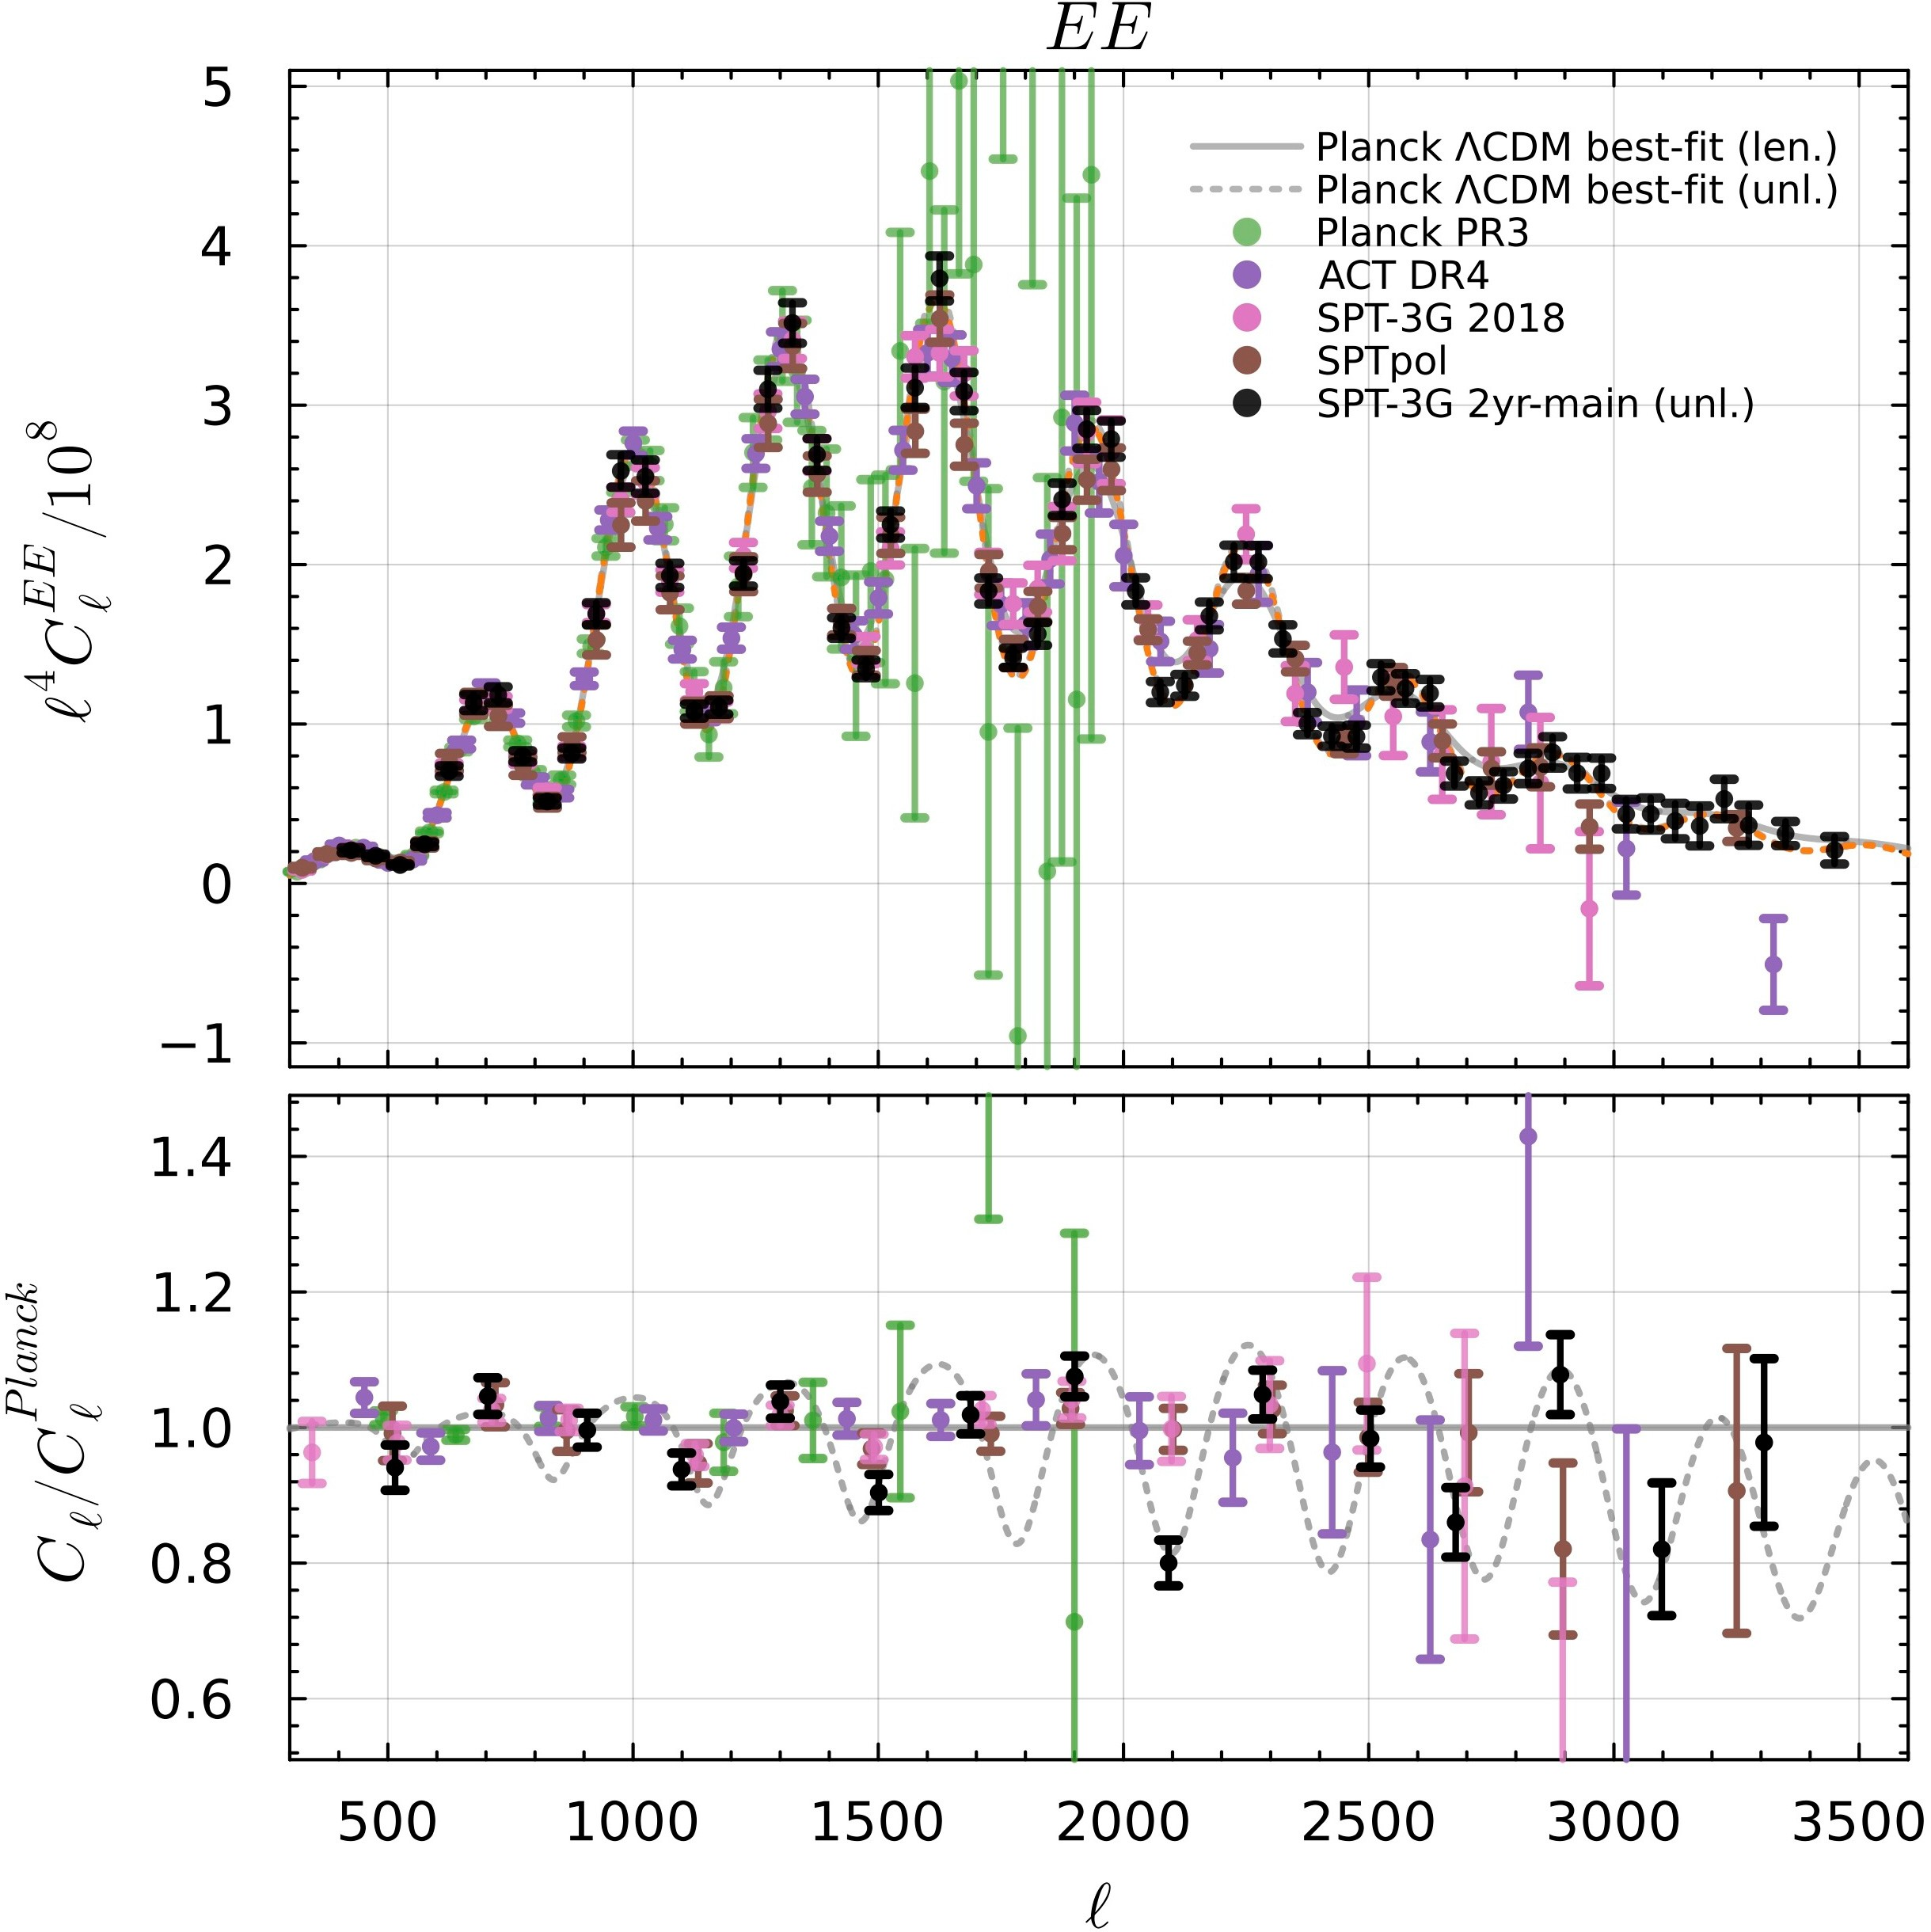 EE
5
4
3
2
1
0
−1
ℓ⁴C_ℓ^{EE}/10⁸
Planck ΛCDM best-fit (len.)
Planck ΛCDM best-fit (unl.)
Planck PR3
ACT DR4
SPT-3G 2018
SPTpol
SPT-3G 2yr-main (unl.)
1.4
1.2
1.0
0.8
0.6
C_ℓ/C_ℓ^{Planck}
500 1000 1500 2000 2500 3000 3500
ℓ